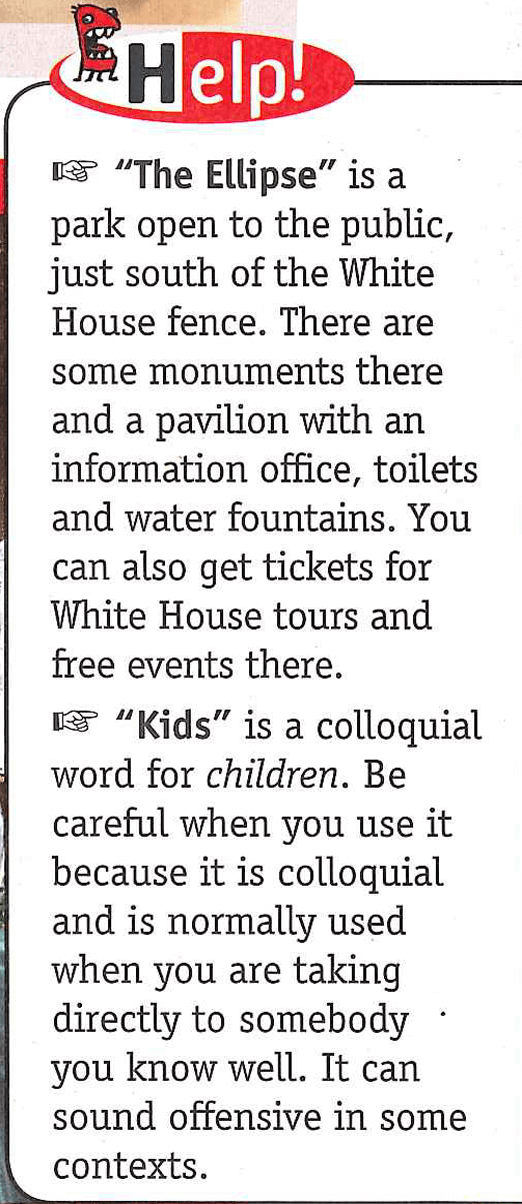 Help!
☞ “The Ellipse” is a
park open to the public,
just south of the White
House fence. There are
some monuments there
and a pavilion with an
information office, toilets
and water fountains. You
can also get tickets for
White House tours and
free events there.
☞ “Kids” is a colloquial
word for children. Be
careful when you use it
because it is colloquial
and is normally used
when you are taking
directly to somebody
you know well. It can
sound offensive in some
contexts.